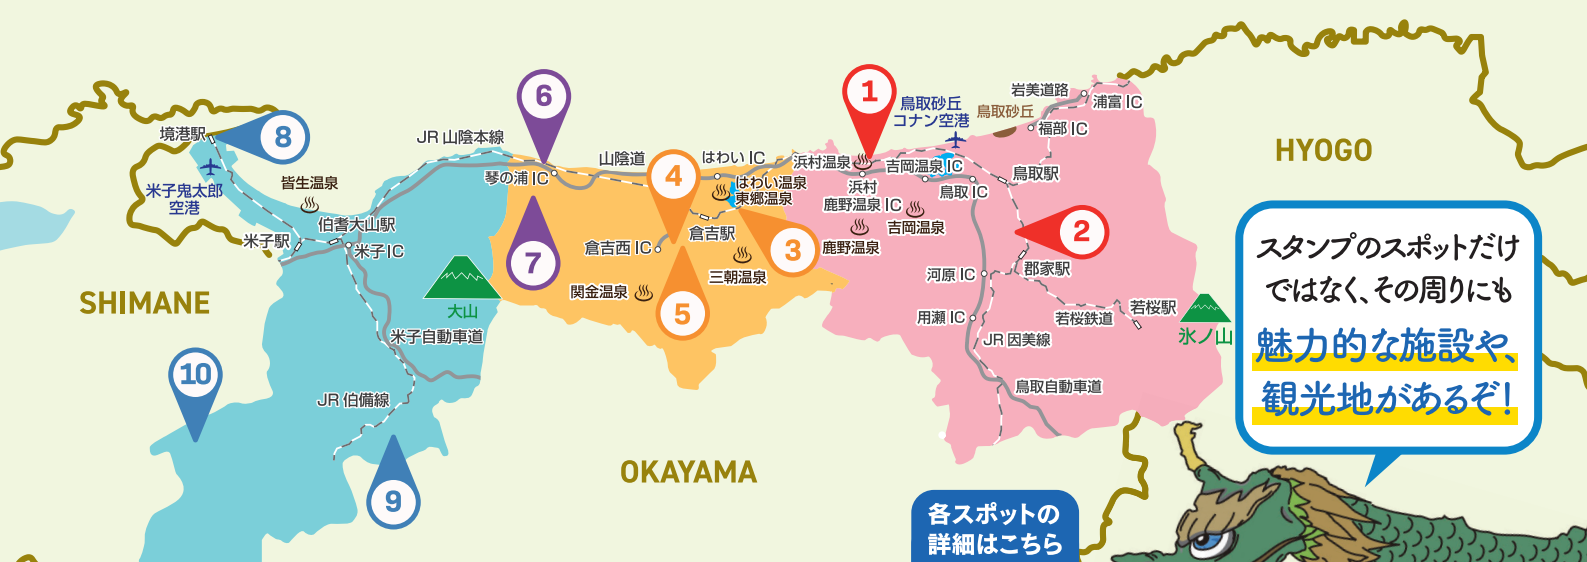 境港駅
8
米子鬼太郎
空港
皆生温泉
米子駅
伯耆大山駅
米子IC
SHIMANE
10
JR 伯備線
9
米子自動車道
大山
JR 山陰本線
6
琴の浦 IC
7
山陰道
4
はわい IC
はわい温泉
東郷温泉
倉吉駅
倉吉西 IC
3
三朝温泉
関金温泉
5
OKAYAMA
1
鳥取砂丘
コナン空港
鳥取砂丘
岩美道路
浦富 IC
福部 IC
浜村温泉
吉岡温泉 IC
浜村
鹿野温泉 IC
鳥取 IC
鳥取駅
吉岡温泉
鹿野温泉
2
河原 IC
郡家駅
用瀬 IC
若桜鉄道
若桜駅
氷ノ山
JR 因美線
鳥取自動車道
HYOGO
スタンプのスポットだけ
ではなく、その周りにも
魅力的な施設や、
観光地があるぞ!
各スポットの
詳細はこちら